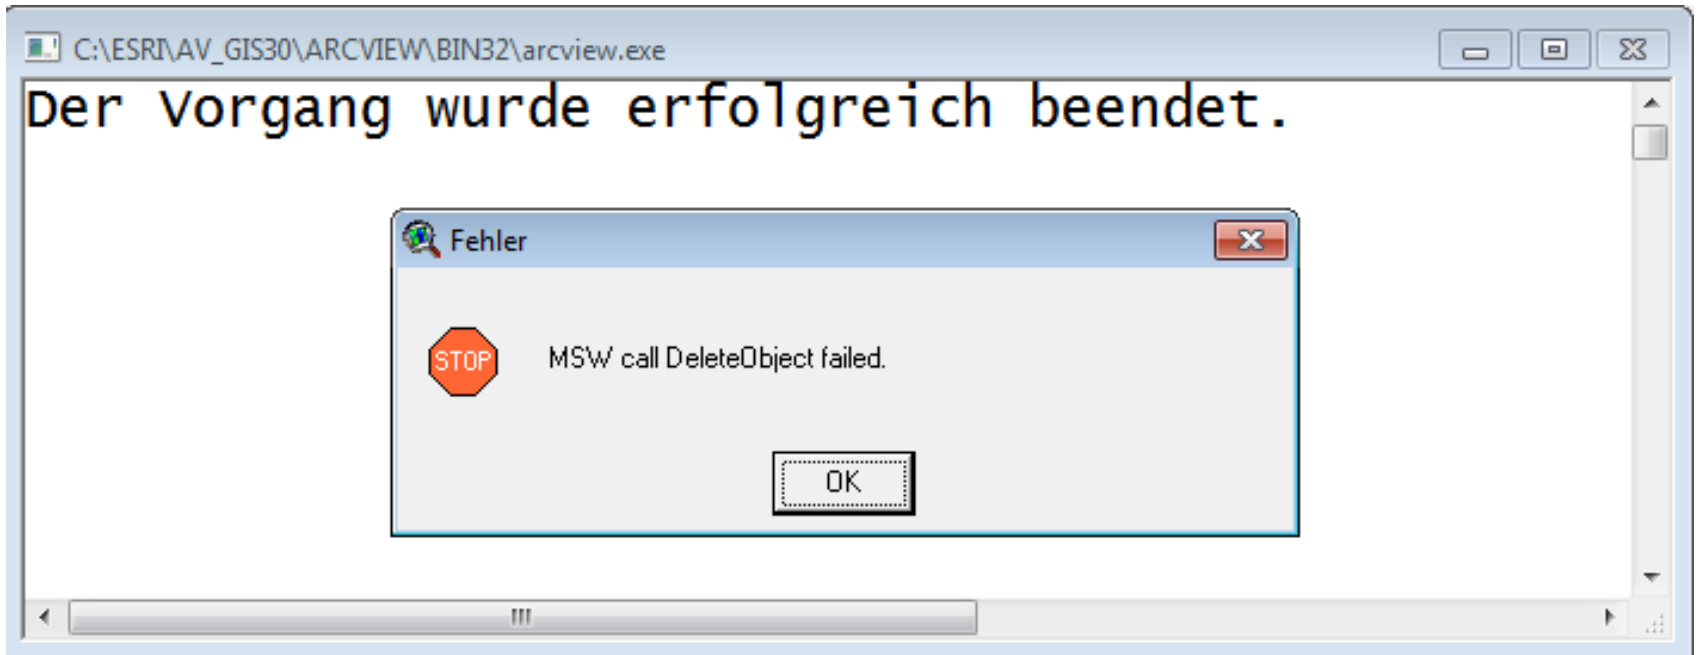 C:\ESRI\AV_GIS30\ARCVIEW\BIN32\arcview.exe
Der Vorgang wurde erfolgreich beendet.
Fehler
STOP
MSW call DeleteObject failed.
OK